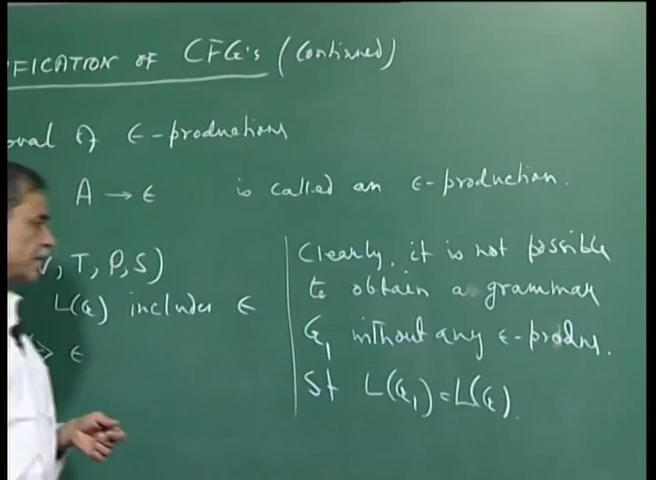 IFICATION OF CFG's (Continued)
oval of ε-productions
A → ε is called an ε-production.
V, T, P, S)
L(G) includes ε
⇒ ε
Clearly, it is not possible
to obtain a grammar
G₁ without any ε-prodns.
St L(G₁) = L(G).